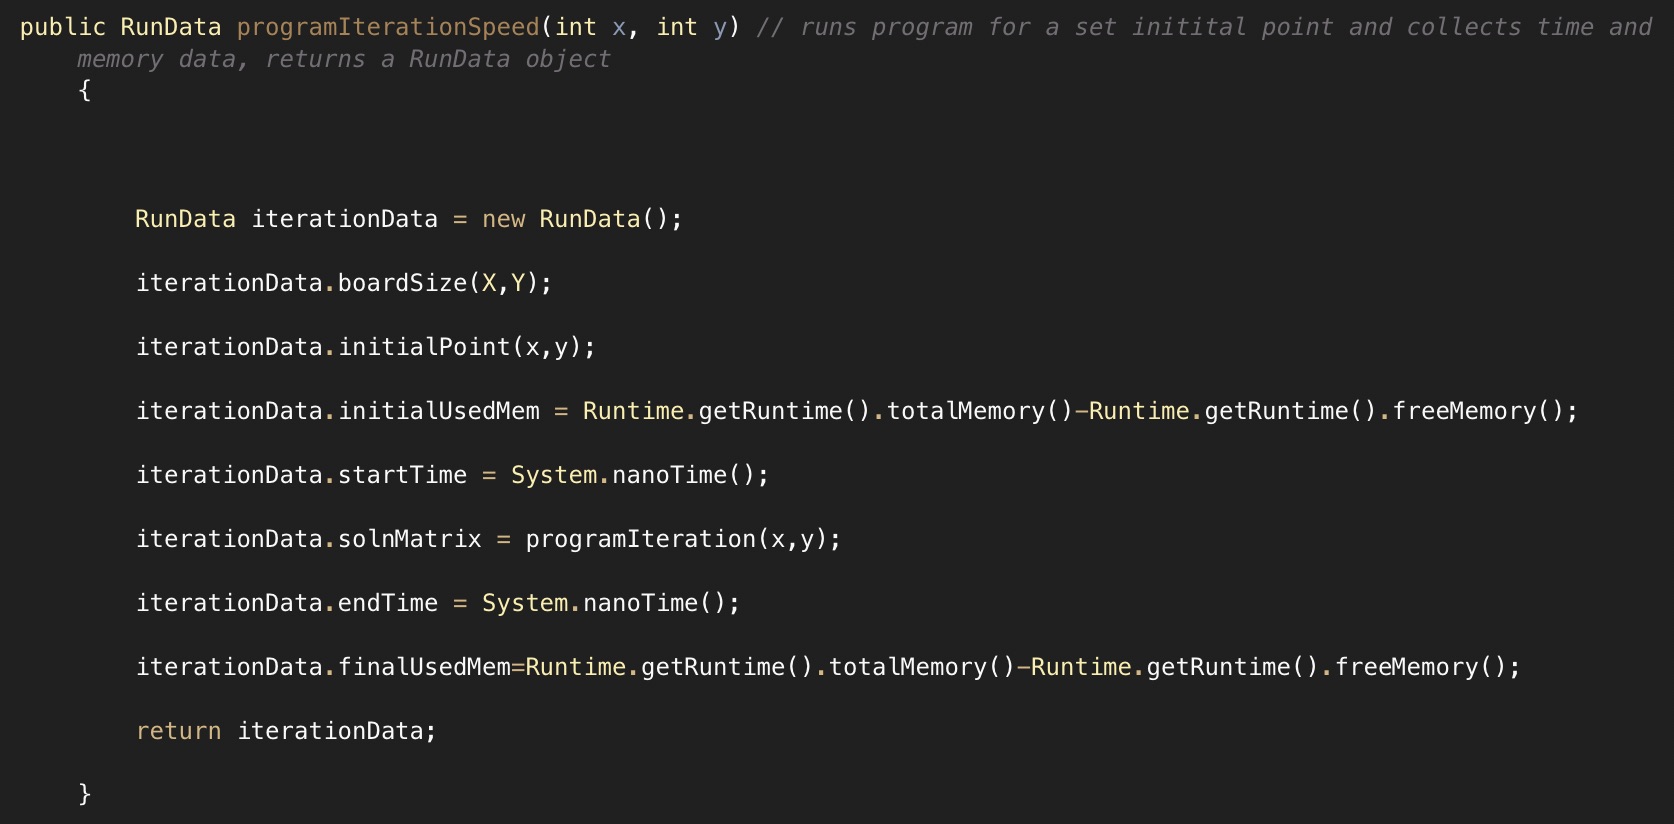 public RunData programIterationSpeed(int x, int y) // runs program for a set initital point and collects time and
memory data, returns a RunData object
{
RunData iterationData = new RunData();
iterationData.boardSize(X,Y);
iterationData.initialPoint(x,y);
iterationData.initialUsedMem = Runtime.getRuntime().totalMemory()-Runtime.getRuntime().freeMemory();
iterationData.startTime = System.nanoTime();
iterationData.solnMatrix = programIteration(x,y);
iterationData.endTime = System.nanoTime();
iterationData.finalUsedMem=Runtime.getRuntime().totalMemory()-Runtime.getRuntime().freeMemory();
return iterationData;
}